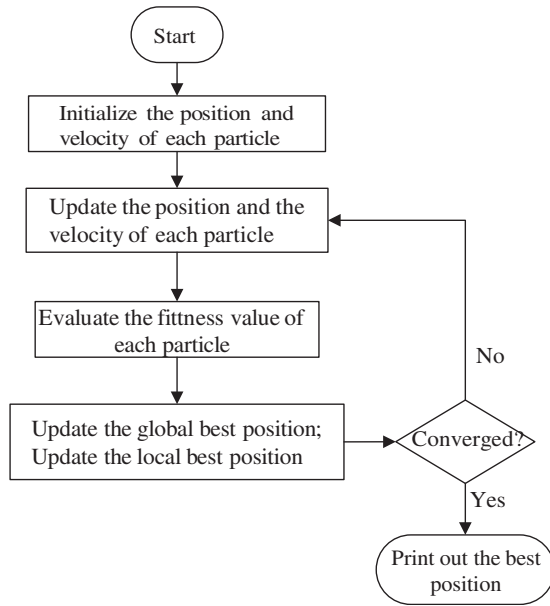 Start
Initialize the position and
velocity of each particle
Update the position and the
velocity of each particle
Evaluate the fittness value of
each particle
Update the global best position;
Update the local best position
Converged?
No
Yes
Print out the best
position